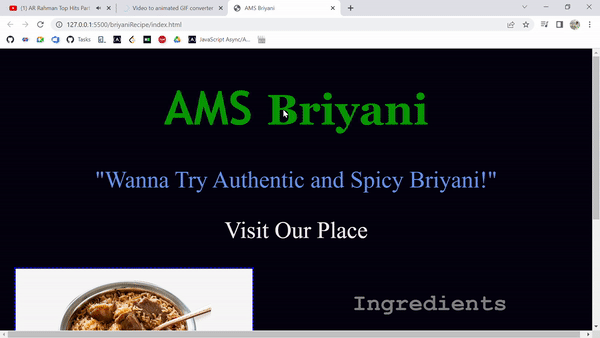 (1) AR Rahman Top Hits
Video to animated GIF converter
AMS Briyani
127.0.0.1:5500/briyaniRecipe/index.html
Tasks
JavaScript Async/A...
AMS Briyani
"Wanna Try Authentic and Spicy Briyani!"
Visit Our Place
Ingredients